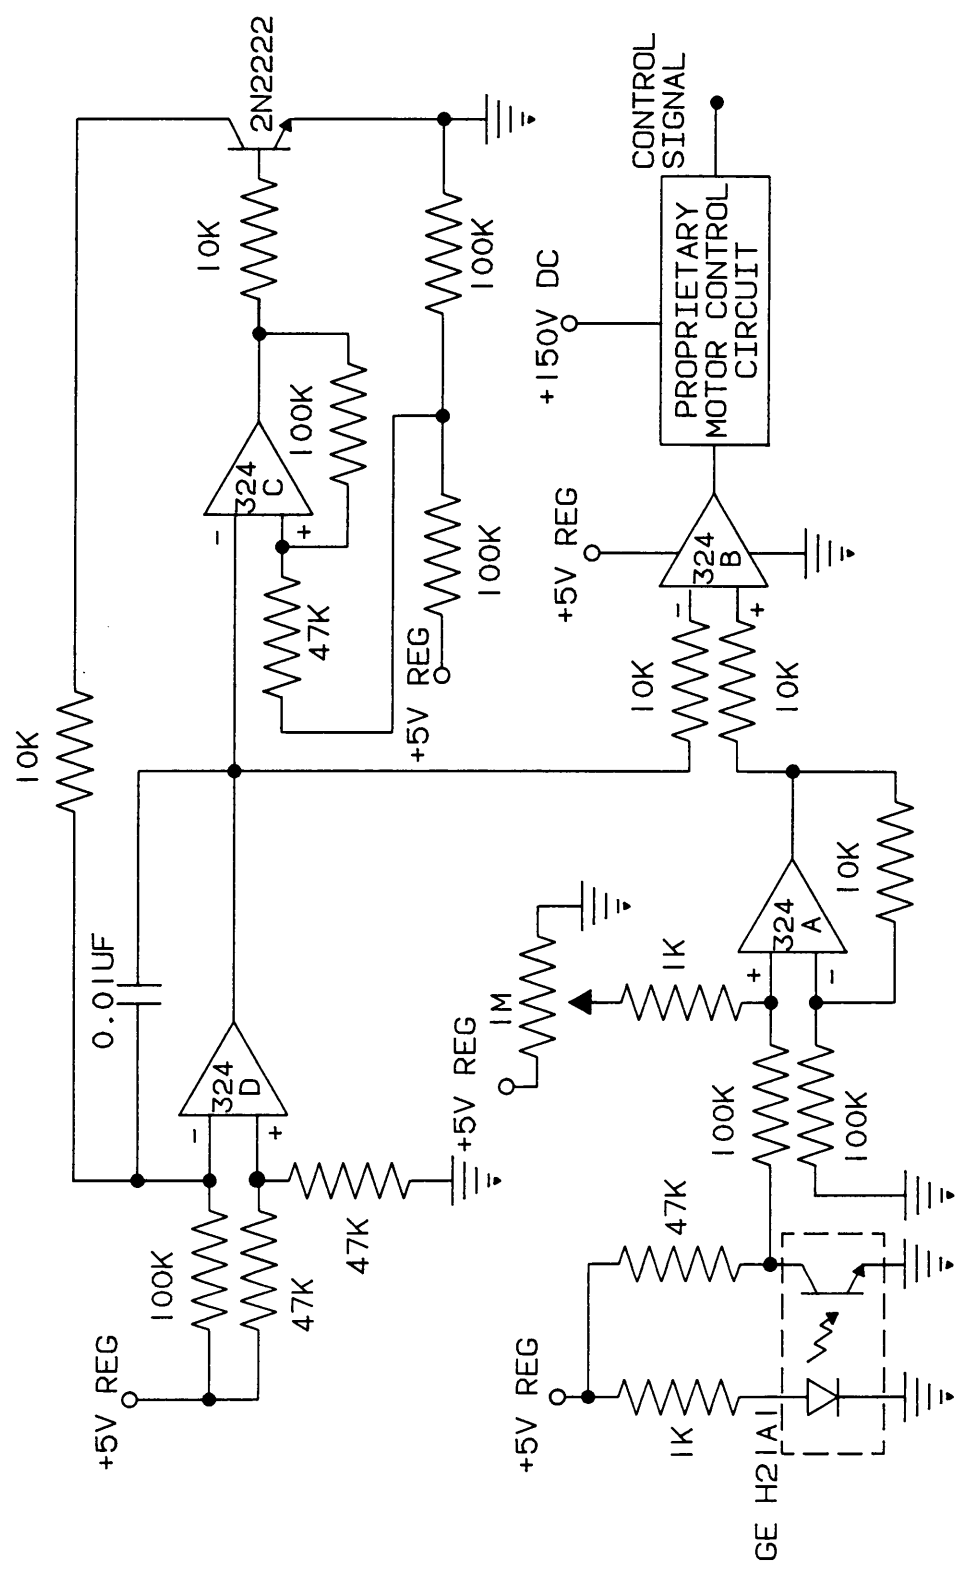 +5V REG
100K
47K
47K
324
D
-
+
0.01UF
10K
324
C
-
+
47K
100K
10K
2N2222
100K
100K
+5V REG
+5V REG
1K
47K
GE H21A1
100K
100K
+5V REG
1M
1K
324
A
+
-
10K
10K
10K
324
B
-
+
+5V REG
+150V DC
PROPRIETARY
MOTOR CONTROL
CIRCUIT
CONTROL
SIGNAL